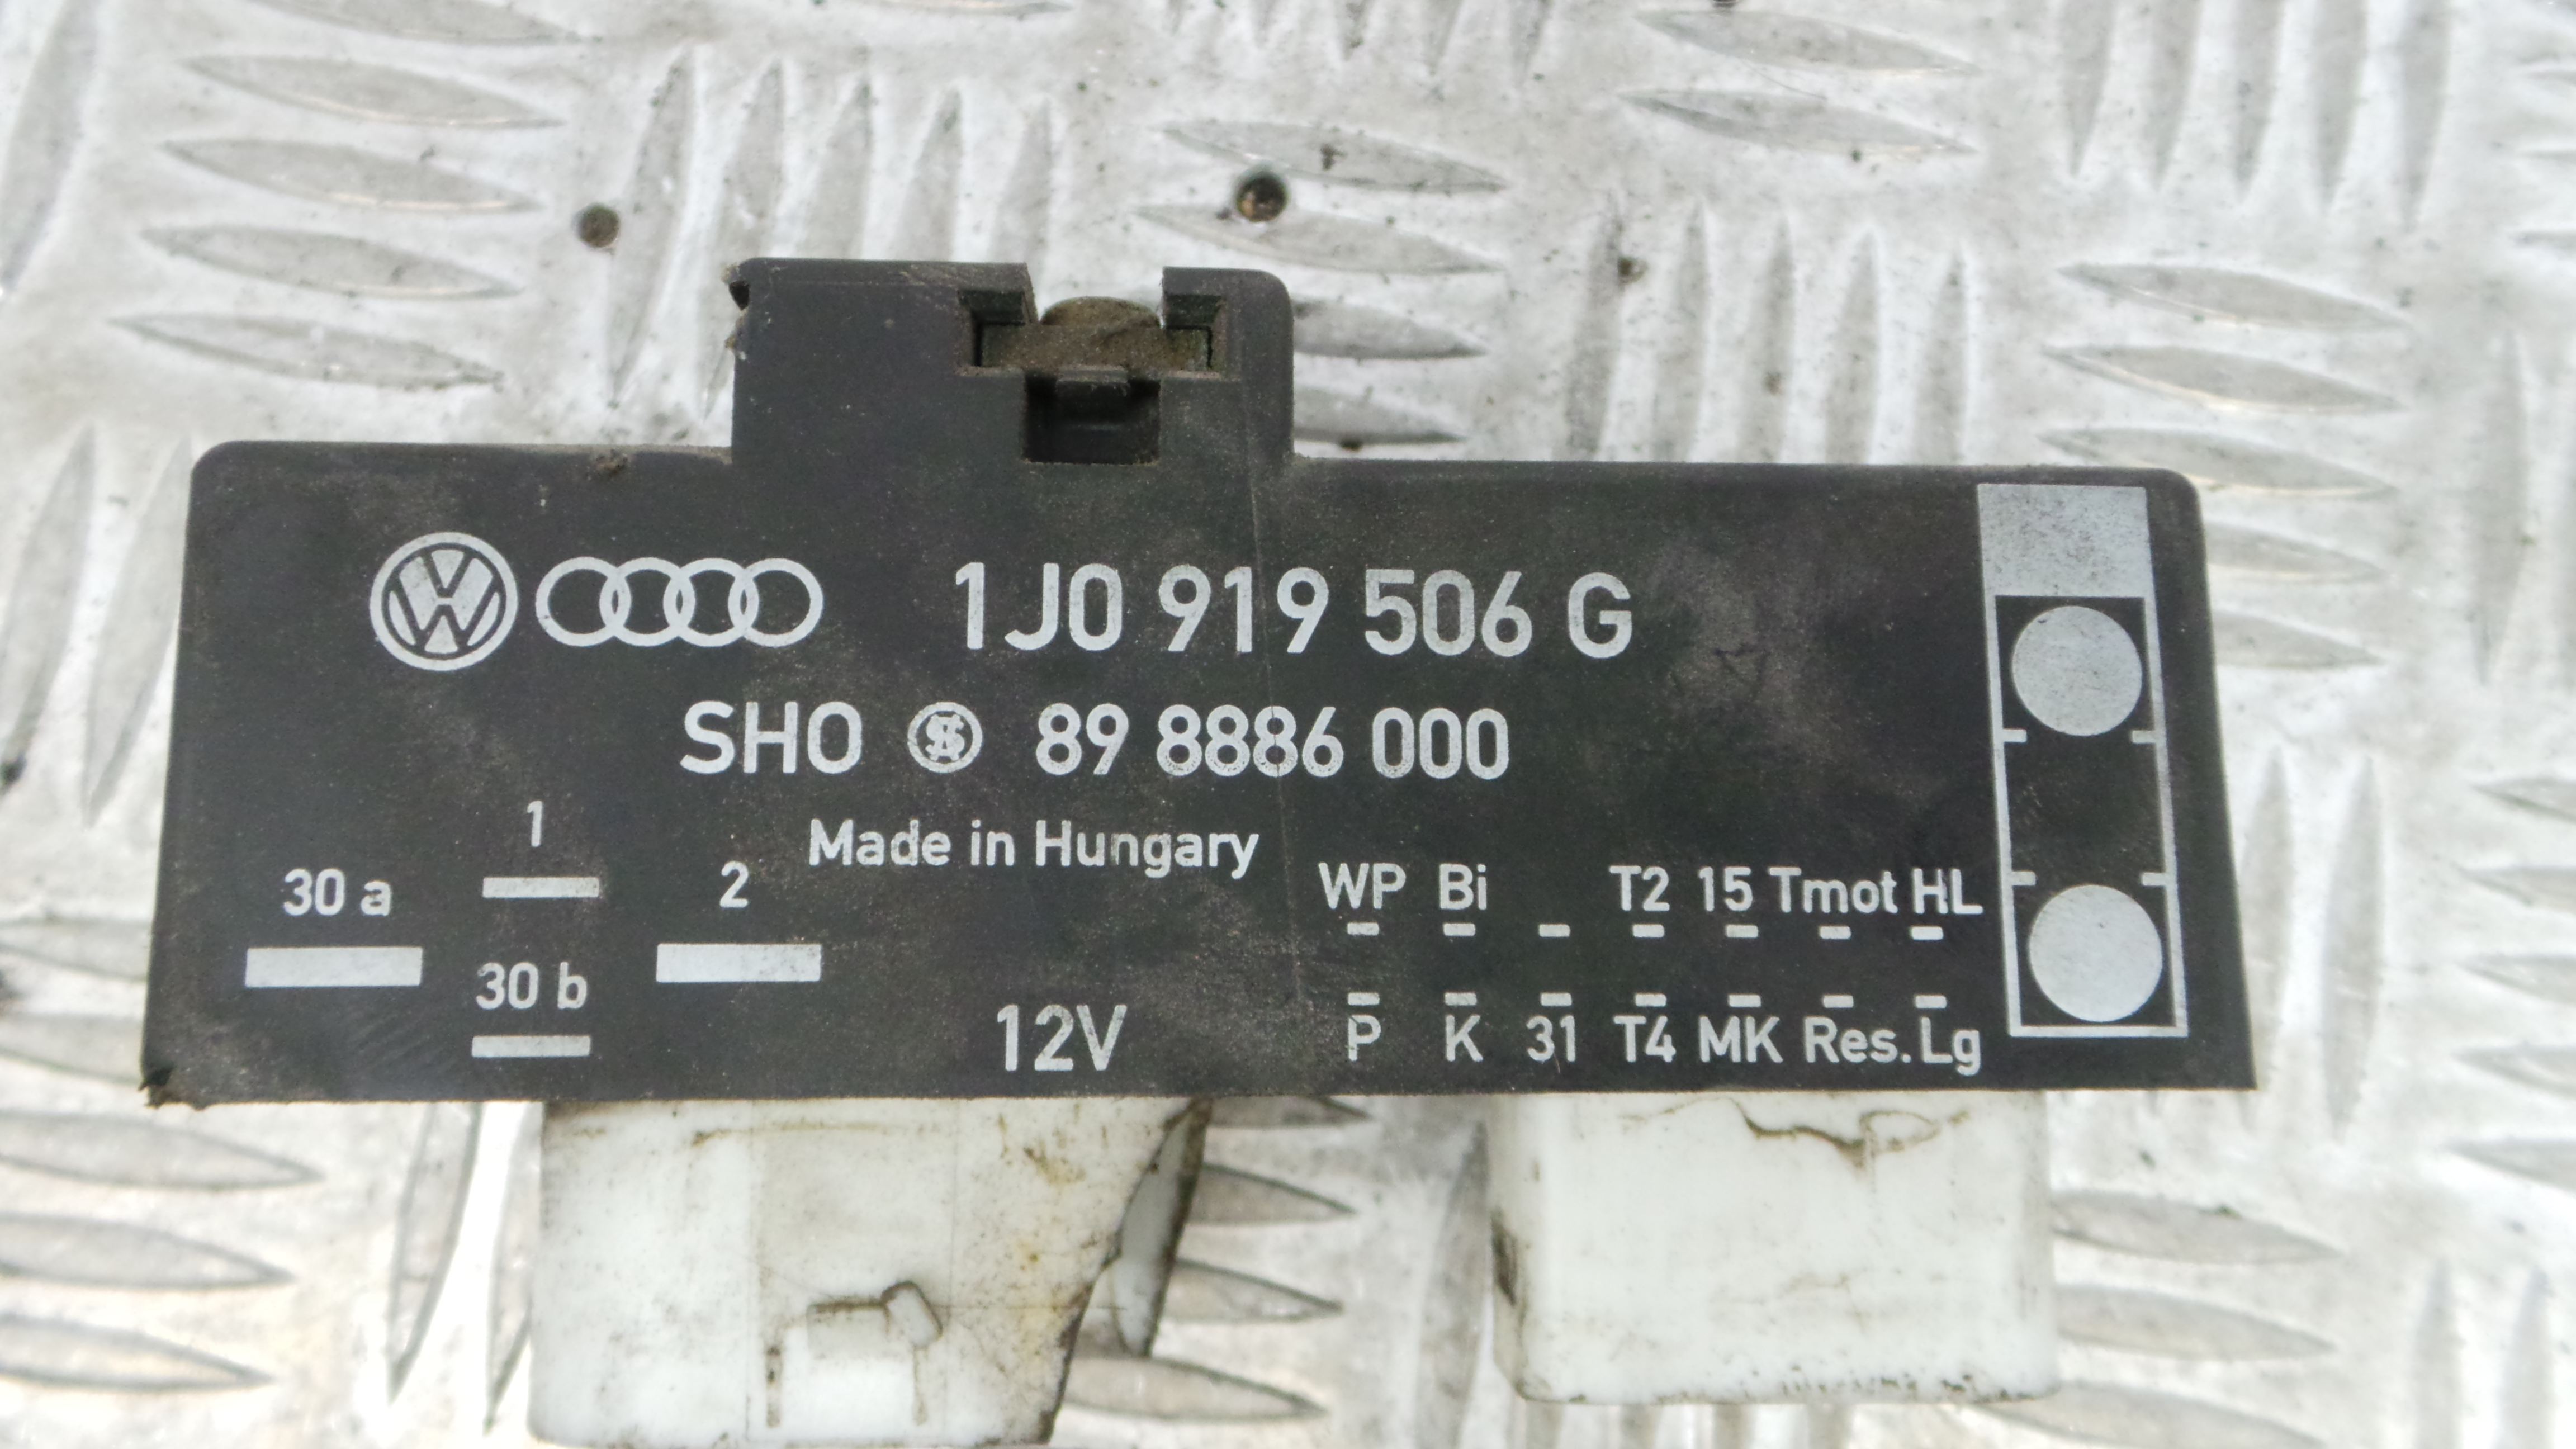 1J0 919 506 G
SHO 89 8886 000
Made in Hungary
1
30 a
2
30 b
12V
WP Bi T2 15 Tmot HL
P K 31 T4 MK Res. Lg